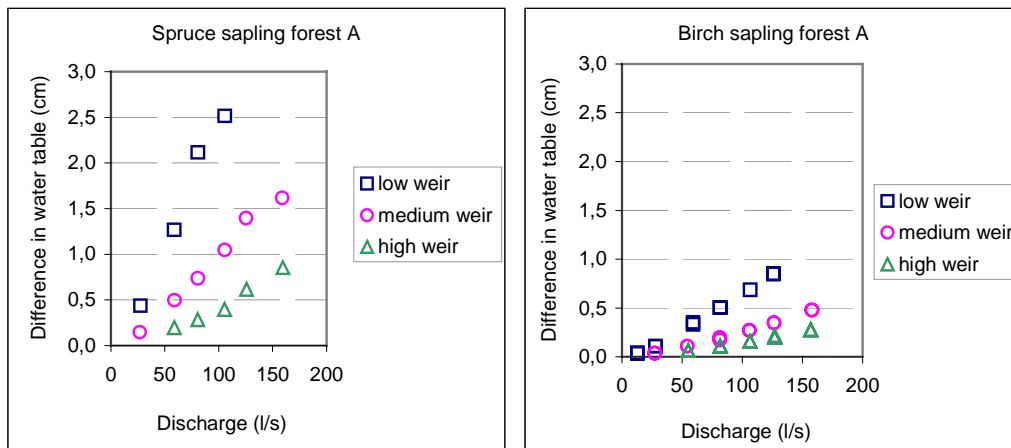 Spruce sapling forest A
3,0
2,5
2,0
1,5
1,0
0,5
0,0
0 50 100 150 200
Difference in water table (cm)
Discharge (l/s)
low weir
medium weir
high weir
Birch sapling forest A
3,0
2,5
2,0
1,5
1,0
0,5
0,0
0 50 100 150 200
Difference in water table (cm)
Discharge (l/s)
low weir
medium weir
high weir